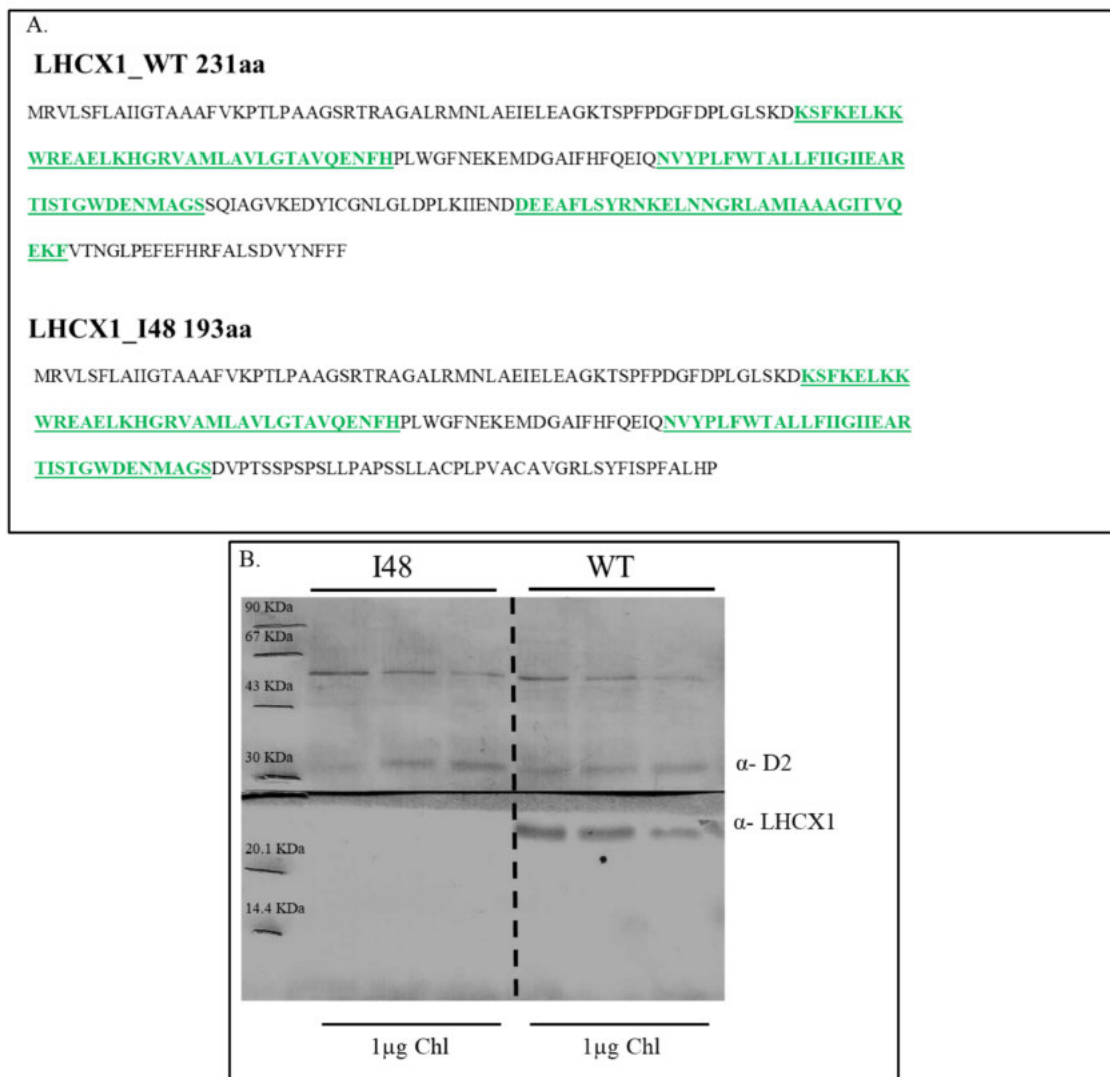 A.
LHCX1_WT 231aa
MRVLSFLAIIGTAAAFVKPTLPAAGSRTRAGALRMNLAEIELEAGKTSPFPDGFDPLGLSKDKSFKELKK
WREAELKHGRVAMLAVLGTAVQENFHPLWGFNEKEMDGAIFHFQEIQNVYPLFWTALLFIIGIIEAR
TISTGWDENMAGSSQIAGVKEDYICGNLGLDPLKIIENDDEEAFLSYRNKELNNGRLAMIAAAGITVQ
EKFVTNGLPEFEFHRFALSDVYNFFF
LHCX1_I48 193aa
MRVLSFLAIIGTAAAFVKPTLPAAGSRTRAGALRMNLAEIELEAGKTSPFPDGFDPLGLSKDKSFKELKK
WREAELKHGRVAMLAVLGTAVQENFHPLWGFNEKEMDGAIFHFQEIQNVYPLFWTALLFIIGIIEAR
TISTGWDENMAGSDVPTSSPSPSLLPAPSSLLACPLPVACAVGRLSYFISPFALHP
B.
I48 WT
90 KDa
67 KDa
43 KDa
30 KDa
α- D2
α- LHCX1
20.1 KDa
14.4 KDa
1µg Chl 1µg Chl